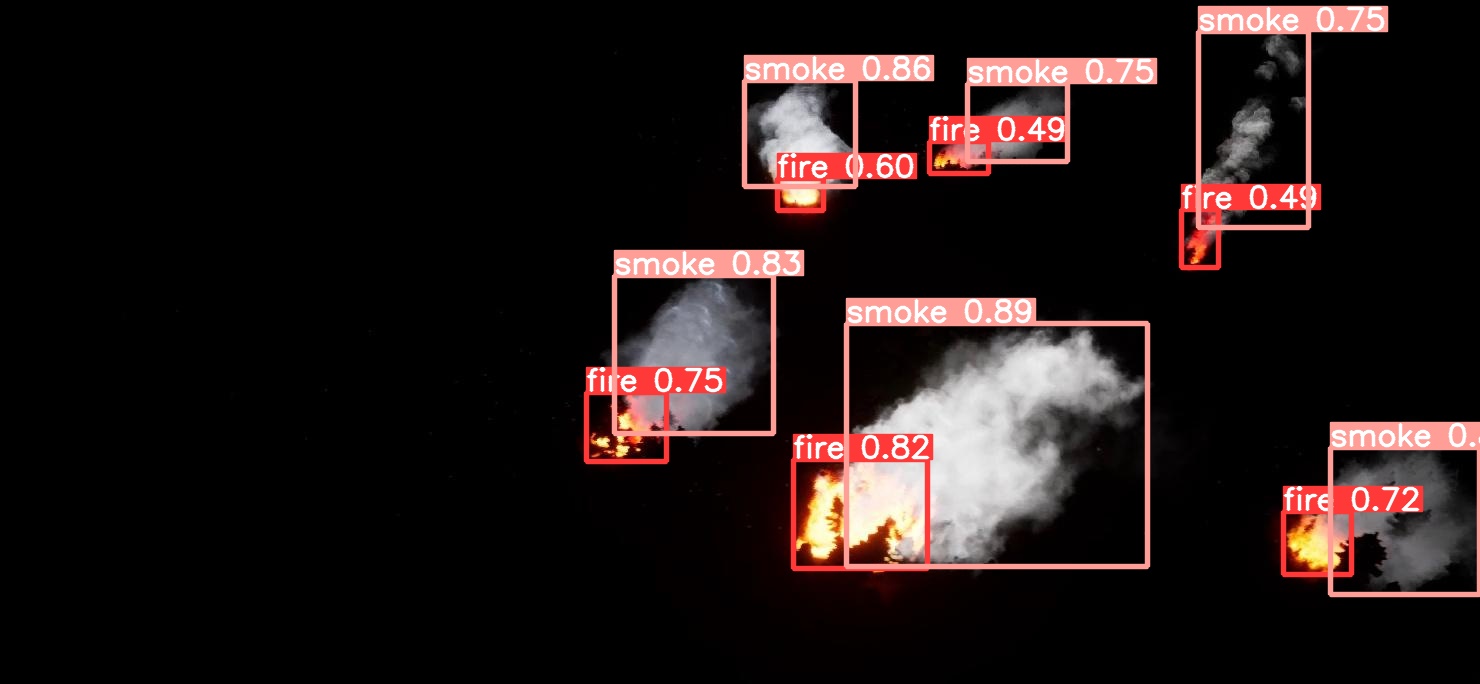 smoke 0.75
smoke 0.86
smoke 0.75
fire 0.49
fire 0.60
fire 0.49
smoke 0.83
smoke 0.89
fire 0.75
smoke 0.
fire 0.82
fire 0.72